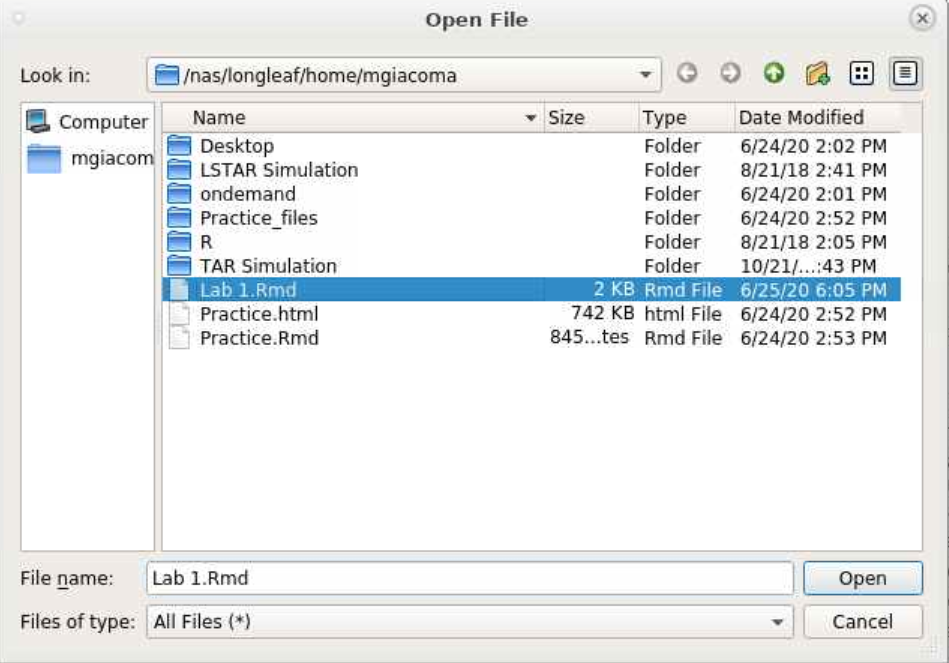 Open File
Look in: /nas/longleaf/home/mgiacoma
Computer
mgiacom
Name Size Type Date Modified
Desktop Folder 6/24/20 2:02 PM
LSTAR Simulation Folder 8/21/18 2:41 PM
ondemand Folder 6/24/20 2:01 PM
Practice_files Folder 6/24/20 2:52 PM
R Folder 8/21/18 2:05 PM
TAR Simulation Folder 10/21/...:43 PM
Lab 1.Rmd 2 KB Rmd File 6/25/20 6:05 PM
Practice.html 742 KB html File 6/24/20 2:52 PM
Practice.Rmd 845...tes Rmd File 6/24/20 2:53 PM
File name: Lab 1.Rmd Open
Files of type: All Files (*) Cancel